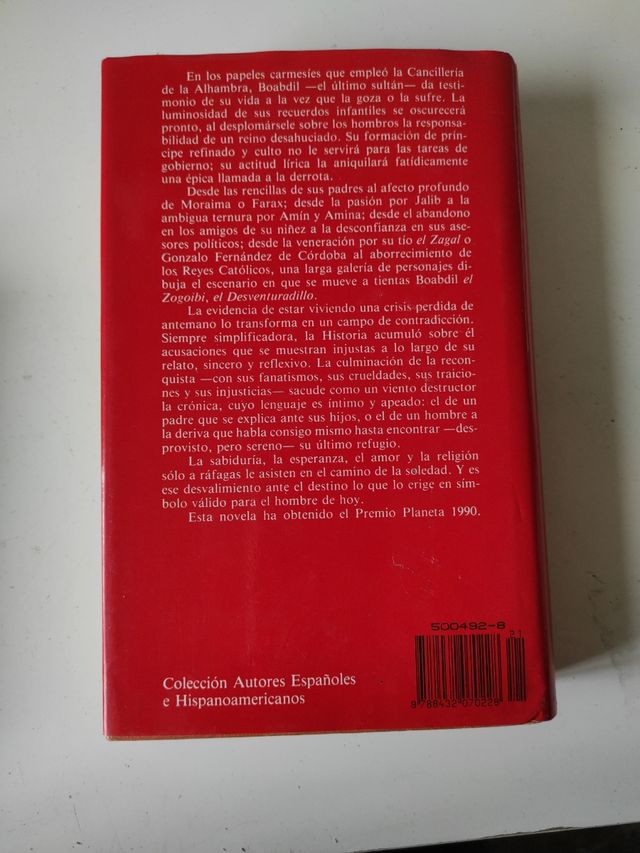 En los papeles carmesíes que empleó la Cancillería
de la Alhambra, Boabdil —el último sultán— da testi-
monio de su vida a la vez que la goza o la sufre. La
luminosidad de sus recuerdos infantiles se oscurecerá
pronto, al desplomársele sobre los hombros la responsa-
bilidad de un reino desahuciado. Su formación de prín-
cipe refinado y culto no le servirá para las tareas de
gobierno; su actitud lírica la aniquilará fatídicamente
una épica llamada a la derrota.
Desde las rencillas de sus padres al afecto profundo
de Moraima o Farax; desde la pasión por Jalib a la
ambigua ternura por Amín y Amina; desde el abandono
en los amigos de su niñez a la desconfianza en sus ase-
sores políticos; desde la veneración por su tío el Zagal o
Gonzalo Fernández de Córdoba al aborrecimiento de
los Reyes Católicos, una larga galería de personajes di-
buja el escenario en que se mueve a tientas Boabdil el
Zogoibi, el Desventuradillo.
La evidencia de estar viviendo una crisis perdida de
antemano lo transforma en un campo de contradicción.
Siempre simplificadora, la Historia acumuló sobre él
acusaciones que se muestran injustas a lo largo de su
relato, sincero y reflexivo. La culminación de la recon-
quista —con sus fanatismos, sus crueldades, sus traicio-
nes y sus injusticias— sacude como un viento destructor
la crónica, cuyo lenguaje es íntimo y apeado: el de un
padre que se explica ante sus hijos, o el de un hombre a
la deriva que habla consigo mismo hasta encontrar —des-
provisto, pero sereno— su último refugio.
La sabiduría, la esperanza, el amor y la religión
sólo a ráfagas le asisten en el camino de la soledad. Y es
ese desvalimiento ante el destino lo que lo erige en sím-
bolo válido para el hombre de hoy.
Esta novela ha obtenido el Premio Planeta 1990.
500492-8
P1
9788432070228
Colección Autores Españoles
e Hispanoamericanos